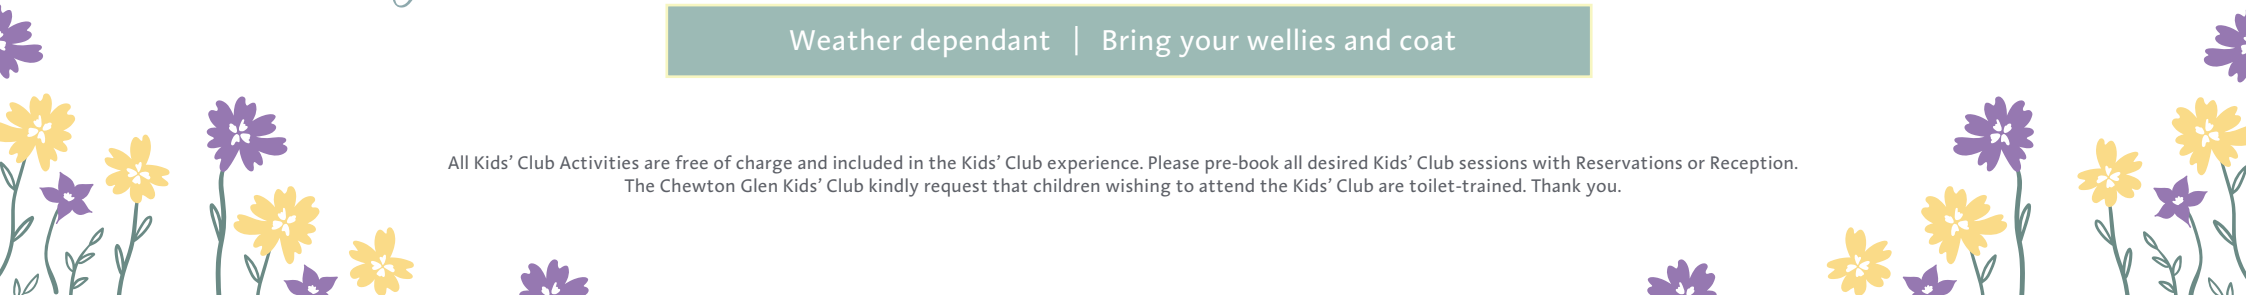 Weather dependant | Bring your wellies and coat
All Kids’ Club Activities are free of charge and included in the Kids’ Club experience. Please pre-book all desired Kids’ Club sessions with Reservations or Reception.
The Chewton Glen Kids’ Club kindly request that children wishing to attend the Kids’ Club are toilet-trained. Thank you.